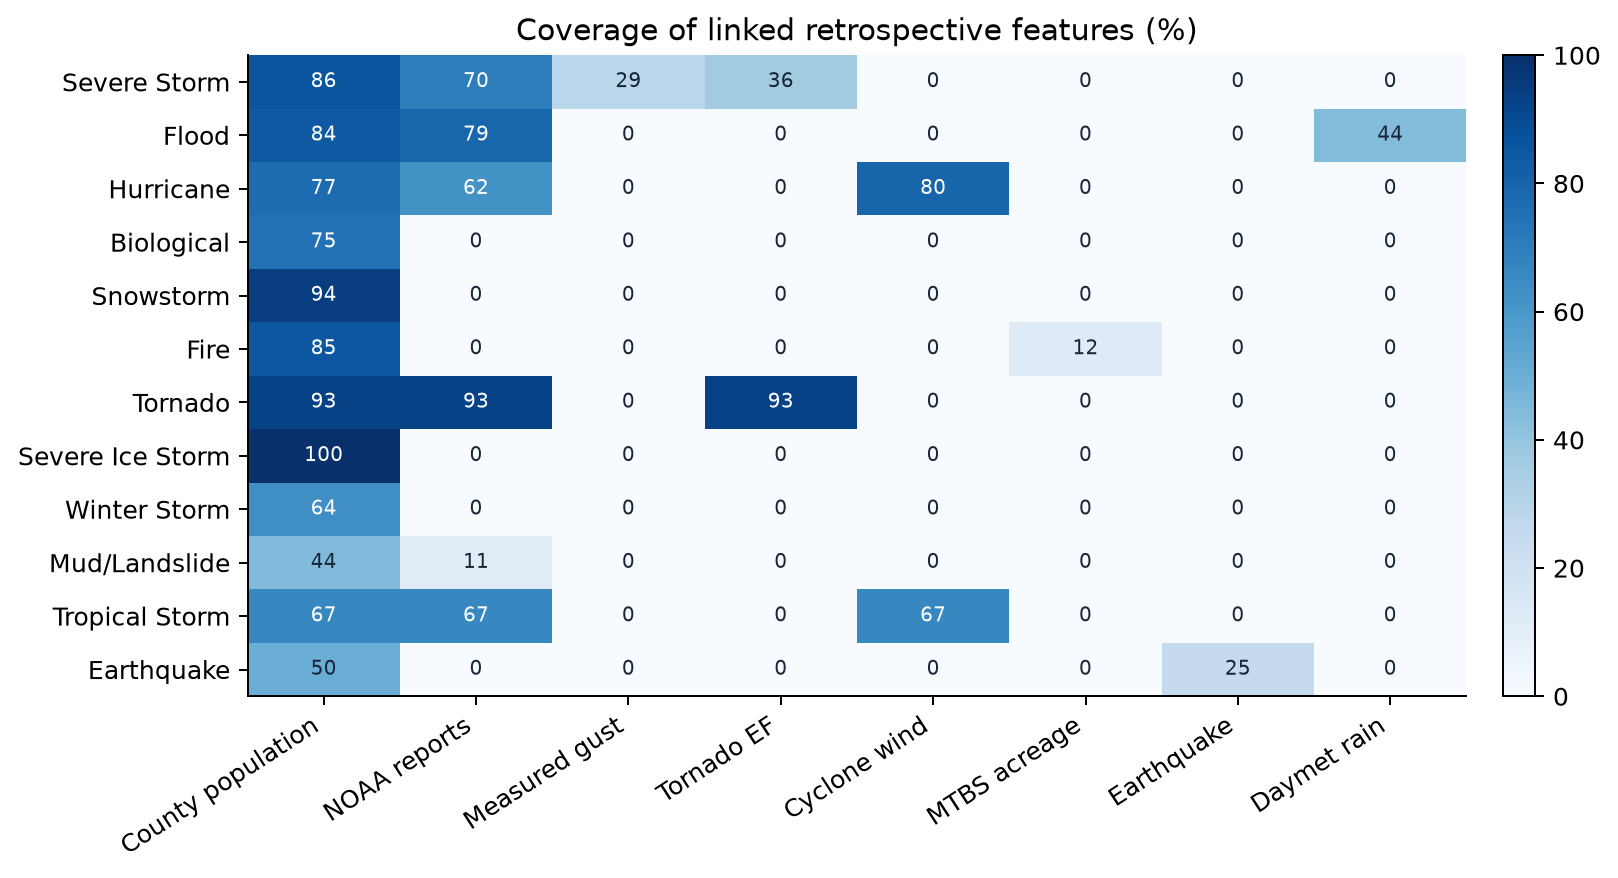 Coverage of linked retrospective features (%)
Severe Storm 86 70 29 36 0 0 0 0
Flood 84 79 0 0 0 0 0 44
Hurricane 77 62 0 0 80 0 0 0
Biological 75 0 0 0 0 0 0 0
Snowstorm 94 0 0 0 0 0 0 0
Fire 85 0 0 0 0 12 0 0
Tornado 93 93 0 93 0 0 0 0
Severe Ice Storm 100 0 0 0 0 0 0 0
Winter Storm 64 0 0 0 0 0 0 0
Mud/Landslide 44 11 0 0 0 0 0 0
Tropical Storm 67 67 0 0 67 0 0 0
Earthquake 50 0 0 0 0 0 25 0
County population
NOAA reports
Measured gust
Tornado EF
Cyclone wind
MTBS acreage
Earthquake
Daymet rain
100
80
60
40
20
0